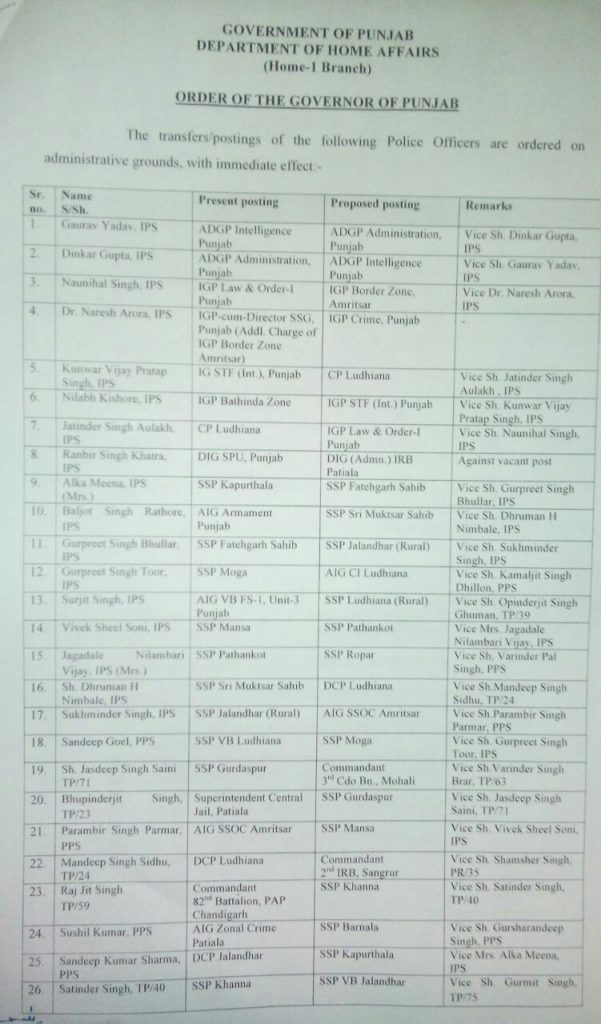 GOVERNMENT OF PUNJAB
DEPARTMENT OF HOME AFFAIRS
(Home-1 Branch)
ORDER OF THE GOVERNOR OF PUNJAB
The transfers/postings of the following Police Officers are ordered on
administrative grounds, with immediate effect:-
Sr. no. Name S/Sh. Present posting Proposed posting Remarks
1. Gaurav Yadav, IPS ADGP Intelligence Punjab ADGP Administration, Punjab Vice Sh. Dinkar Gupta, IPS
2. Dinkar Gupta, IPS ADGP Administration, Punjab ADGP Intelligence Punjab Vice Sh. Gaurav Yadav, IPS
3. Naunihal Singh, IPS IGP Law & Order-I Punjab IGP Border Zone, Amritsar Vice Dr. Naresh Arora, IPS
4. Dr. Naresh Arora, IPS IGP-cum-Director SSG, Punjab (Addl. Charge of IGP Border Zone Amritsar) IGP Crime, Punjab -
5. Kunwar Vijay Pratap Singh, IPS IG STF (Int.), Punjab CP Ludhiana Vice Sh. Jatinder Singh Aulakh , IPS
6. Nilabh Kishore, IPS IGP Bathinda Zone IGP STF (Int.) Punjab Vice Sh. Kunwar Vijay Pratap Singh, IPS
7. Jatinder Singh Aulakh, IPS CP Ludhiana IGP Law & Order-I Punjab Vice Sh. Naunihal Singh, IPS
8. Ranbir Singh Khatra, IPS DIG SPU, Punjab DIG (Admn.) IRB Patiala Against vacant post
9. Alka Meena, IPS (Mrs.) SSP Kapurthala SSP Fatehgarh Sahib Vice Sh. Gurpreet Singh Bhullar, IPS
10. Baljot Singh Rathore, IPS AIG Armament Punjab SSP Sri Muktsar Sahib Vice Sh. Dhruman H Nimbale, IPS
11. Gurpreet Singh Bhullar, IPS SSP Fatehgarh Sahib SSP Jalandhar (Rural) Vice Sh. Sukhminder Singh, IPS
12. Gurpreet Singh Toor, IPS SSP Moga AIG CI Ludhiana Vice Sh. Kamaljit Singh Dhillon, PPS
13. Surjit Singh, IPS AIG VB FS-1, Unit-3 Punjab SSP Ludhiana (Rural) Vice Sh. Opinderjit Singh Ghuman, TP/39
14. Vivek Sheel Soni, IPS SSP Mansa SSP Pathankot Vice Mrs. Jagadale Nilambari Vijay, IPS
15. Jagadale Nilambari Vijay, IPS (Mrs.) SSP Pathankot SSP Ropar Vice Sh, Varinder Pal Singh, PPS
16. Sh. Dhruman H Nimbale, IPS SSP Sri Muktsar Sahib DCP Ludhiana Vice Sh.Mandeep Singh Sidhu, TP/24
17. Sukhminder Singh, IPS SSP Jalandhar (Rural) AIG SSOC Amritsar Vice Sh.Parambir Singh Parmar, PPS
18. Sandeep Goel, PPS SSP VB Ludhiana SSP Moga Vice Sh. Gurpreet Singh Toor, IPS
19. Sh. Jasdeep Singh Saini TP/71 SSP Gurdaspur Commandant 3rd Cdo Bn., Mohali Vice Sh.Varinder Singh Brar, TP/63
20. Bhupinderjit Singh, TP/23 Superintendent Central Jail, Patiala SSP Gurdaspur Vice Sh. Jasdeep Singh Saini, TP/71
21. Parambir Singh Parmar, PPS AIG SSOC Amritsar SSP Mansa Vice Sh. Vivek Sheel Soni, IPS
22. Mandeep Singh Sidhu, TP/24 DCP Ludhiana Commandant 2nd IRB, Sangrur Vice Sh. Shamsher Singh, PR/35
23. Raj Jit Singh TP/59 Commandant 82nd Battalion, PAP Chandigarh SSP Khanna Vice Sh. Satinder Singh, TP/40
24. Sushil Kumar, PPS AIG Zonal Crime Patiala SSP Barnala Vice Sh. Gursharandeep Singh, PPS
25 Sandeep Kumar Sharma, PPS DCP Jalandhar SSP Kapurthala Vice Mrs. Alka Meena, IPS
26. Satinder Singh, TP/40 SSP Khanna SSP VB Jalandhar Vice Sh. Gurmit Singh, TP/75